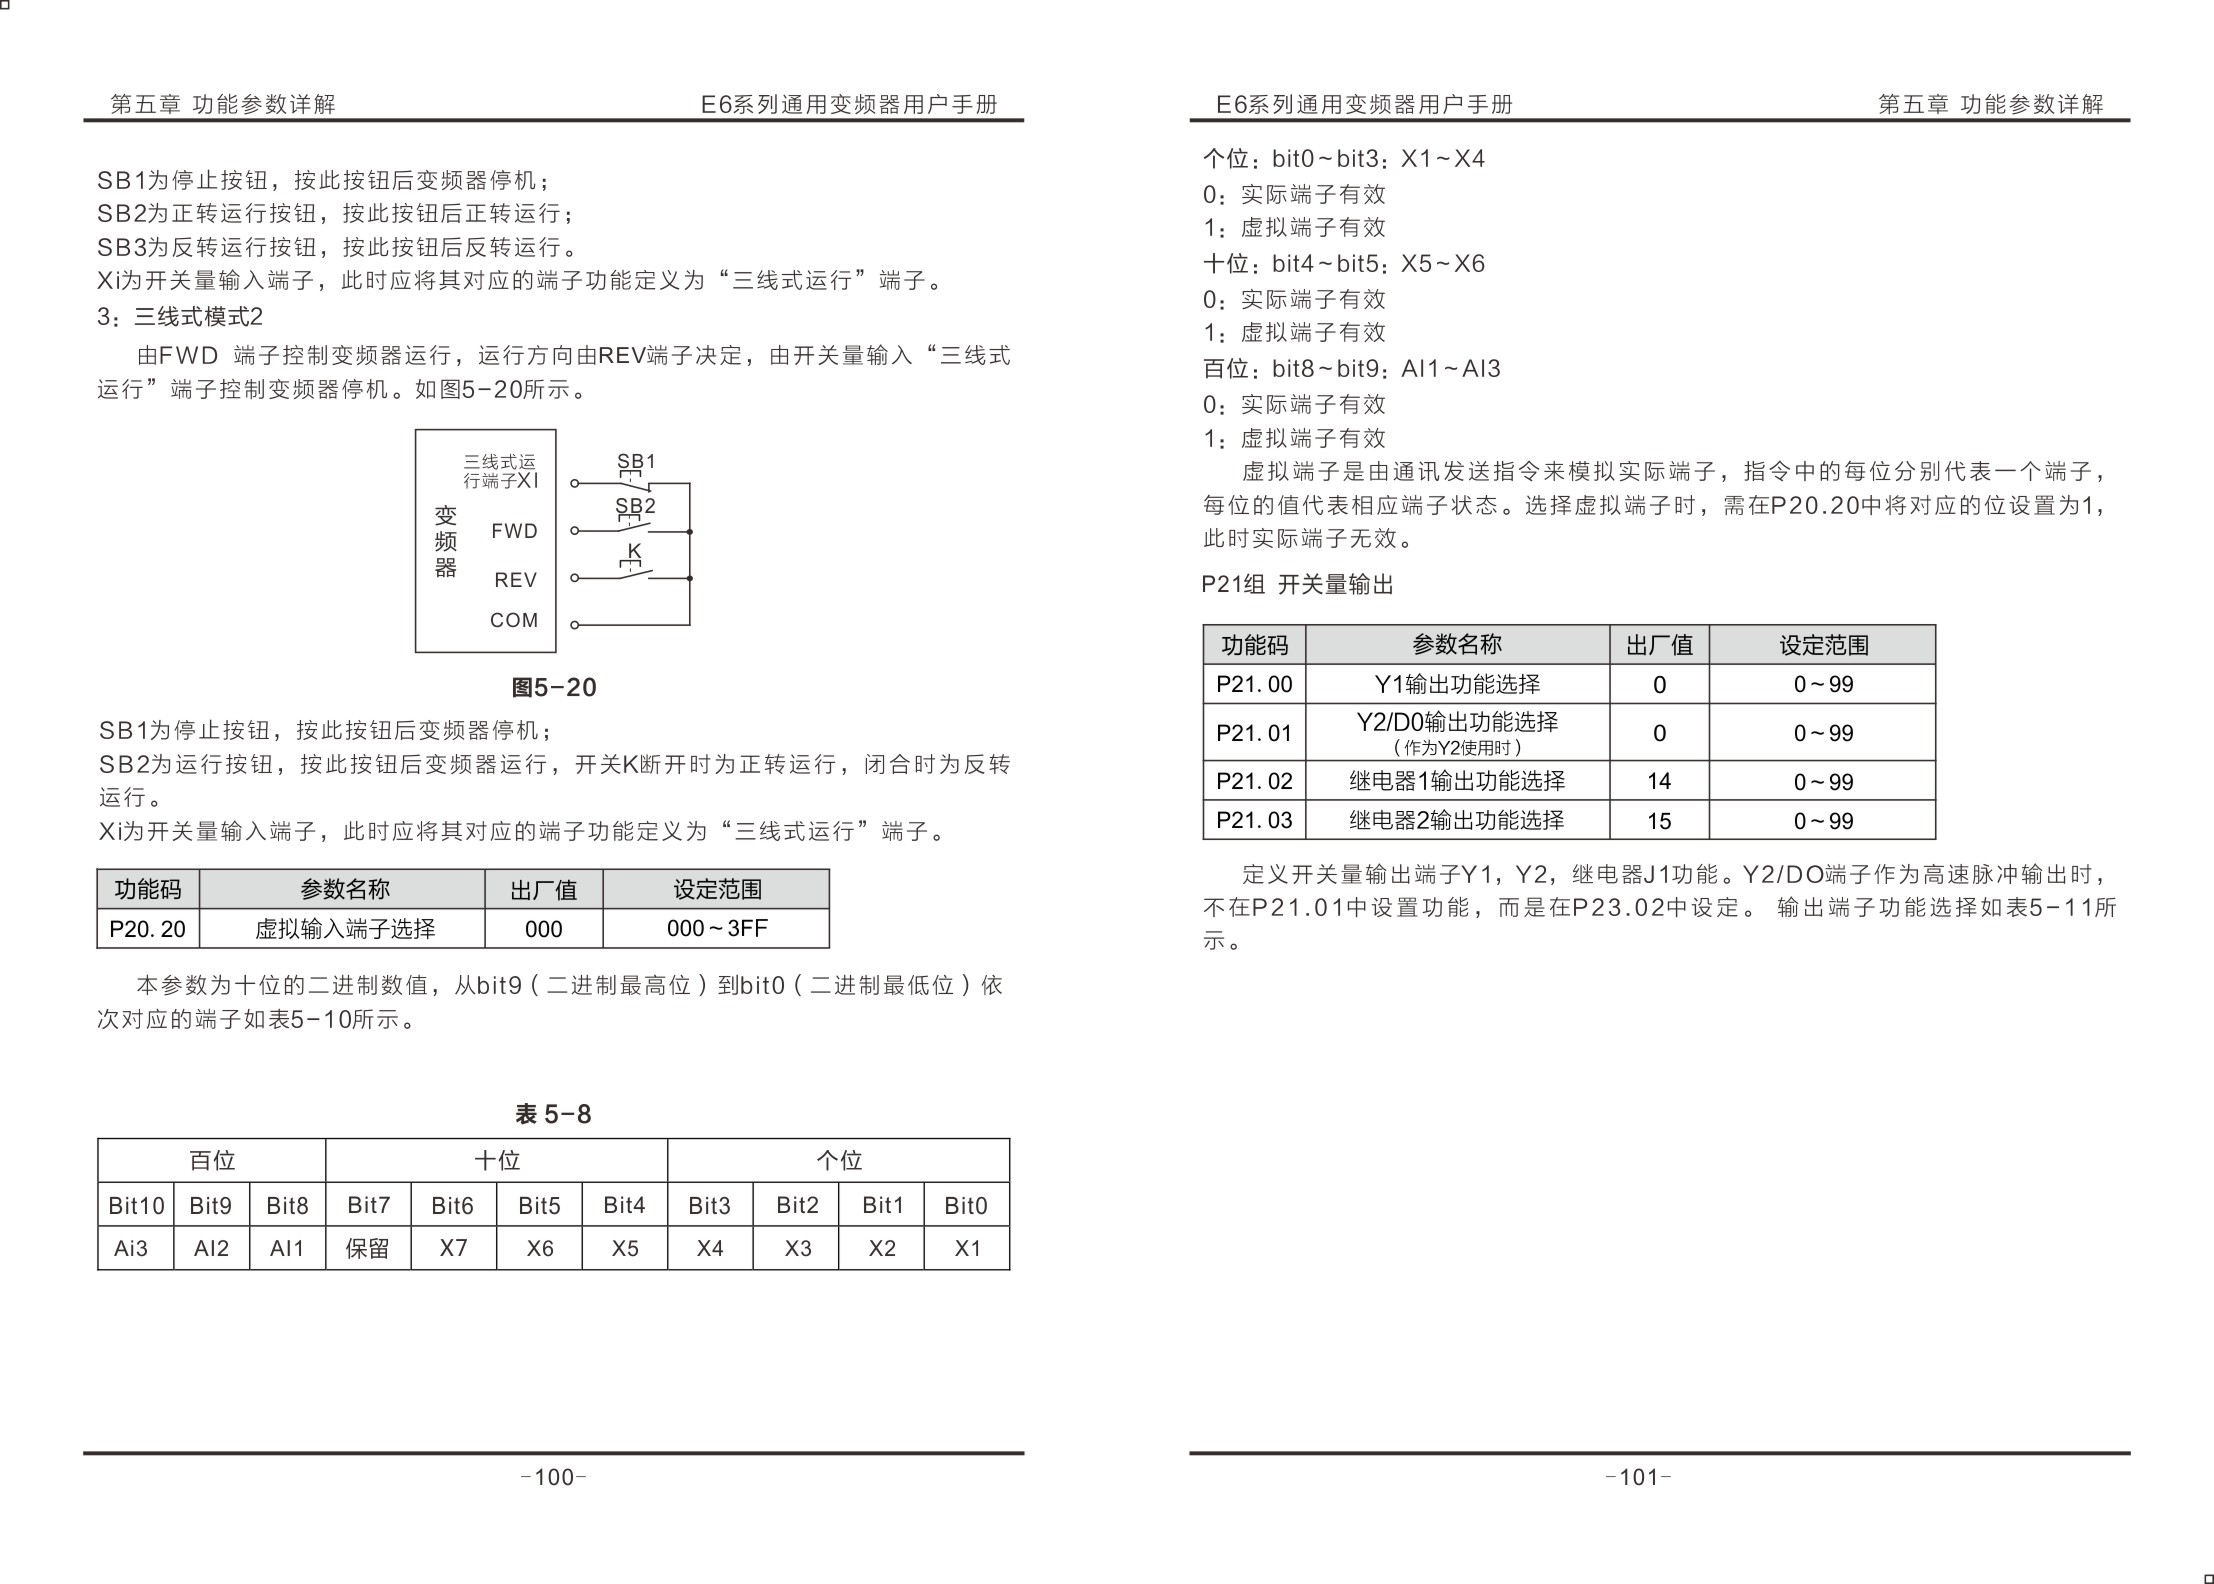 第五章 功能参数详解 E6系列通用变频器用户手册
SB1为停止按钮，按此按钮后变频器停机；
SB2为正转运行按钮，按此按钮后正转运行；
SB3为反转运行按钮，按此按钮后反转运行。
Xi为开关量输入端子，此时应将其对应的端子功能定义为“三线式运行”端子。
3：三线式模式2
由FWD 端子控制变频器运行，运行方向由REV端子决定，由开关量输入“三线式
运行”端子控制变频器停机。如图5-20所示。
三线式运
行端子XI
SB1
变频器
SB2
FWD
K
REV
COM
图5-20
SB1为停止按钮，按此按钮后变频器停机；
SB2为运行按钮，按此按钮后变频器运行，开关K断开时为正转运行，闭合时为反转
运行。
Xi为开关量输入端子，此时应将其对应的端子功能定义为“三线式运行”端子。
功能码 参数名称 出厂值 设定范围
P20.20 虚拟输入端子选择 000 000～3FF
本参数为十位的二进制数值，从bit9（二进制最高位）到bit0（二进制最低位）依
次对应的端子如表5-10所示。
表 5-8
百位 十位 个位
Bit10 Bit9 Bit8 Bit7 Bit6 Bit5 Bit4 Bit3 Bit2 Bit1 Bit0
Ai3 AI2 AI1 保留 X7 X6 X5 X4 X3 X2 X1
-100-
E6系列通用变频器用户手册 第五章 功能参数详解
个位：bit0～bit3：X1～X4
0：实际端子有效
1：虚拟端子有效
十位：bit4～bit5：X5～X6
0：实际端子有效
1：虚拟端子有效
百位：bit8～bit9：AI1～AI3
0：实际端子有效
1：虚拟端子有效
虚拟端子是由通讯发送指令来模拟实际端子，指令中的每位分别代表一个端子，
每位的值代表相应端子状态。选择虚拟端子时，需在P20.20中将对应的位设置为1，
此时实际端子无效。
P21组 开关量输出
功能码 参数名称 出厂值 设定范围
P21.00 Y1输出功能选择 0 0～99
P21.01 Y2/D0输出功能选择 0 0～99
（作为Y2使用时）
P21.02 继电器1输出功能选择 14 0～99
P21.03 继电器2输出功能选择 15 0～99
定义开关量输出端子Y1，Y2，继电器J1功能。Y2/DO端子作为高速脉冲输出时，
不在P21.01中设置功能，而是在P23.02中设定。 输出端子功能选择如表5-11所
示。
-101-